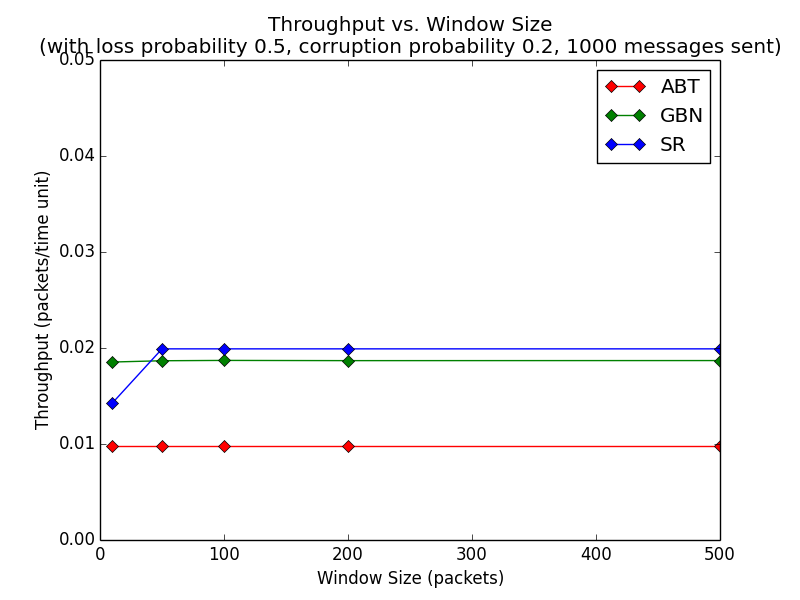 Throughput vs. Window Size
(with loss probability 0.5, corruption probability 0.2, 1000 messages sent)
0.05
ABT
GBN
SR
0.04
0.03
0.02
0.01
0.00
Throughput (packets/time unit)
0 100 200 300 400 500
Window Size (packets)